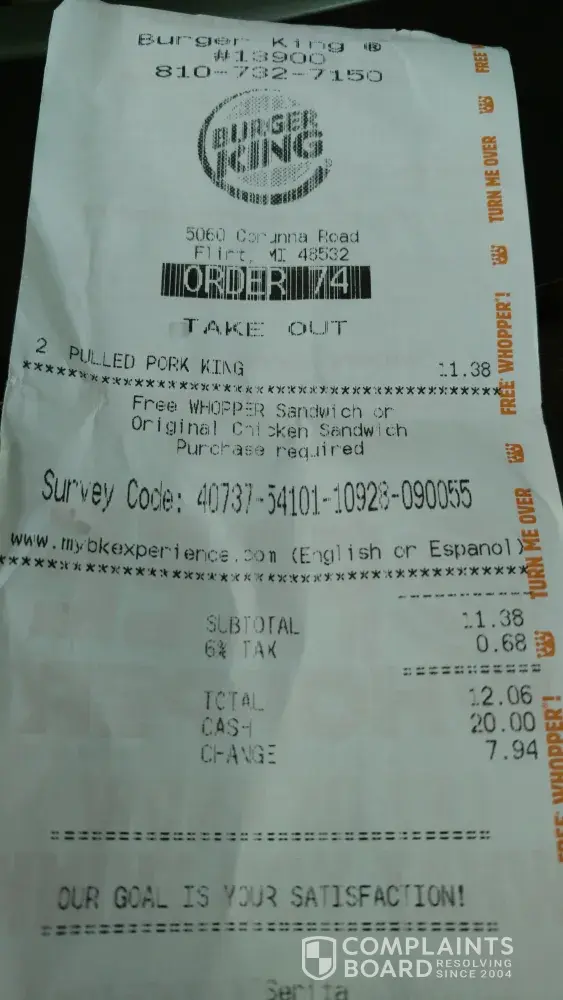 Burger King ®
#13900
810-732-7150
BURGER
KING
5060 Corunna Road
Flint, MI 48532
ORDER 74
TAKE OUT
2 PULLED PORK KING 11.38
******************************************
Free WHOPPER Sandwich or
Original Chicken Sandwich
Purchase required
Survey Code: 40737-54101-10928-090055
www.mybkexperience.com (English or Espanol)
******************************************
SUBTOTAL 11.38
6% TAX 0.68
TOTAL 12.06
CASH 20.00
CHANGE 7.94
OUR GOAL IS YOUR SATISFACTION!
Serita
FREE W
TURN ME OVER
FREE WHOPPER®!
TURN ME OVER
FREE WHOPPER®!
COMPLAINTS
BOARD RESOLVING
SINCE 2004